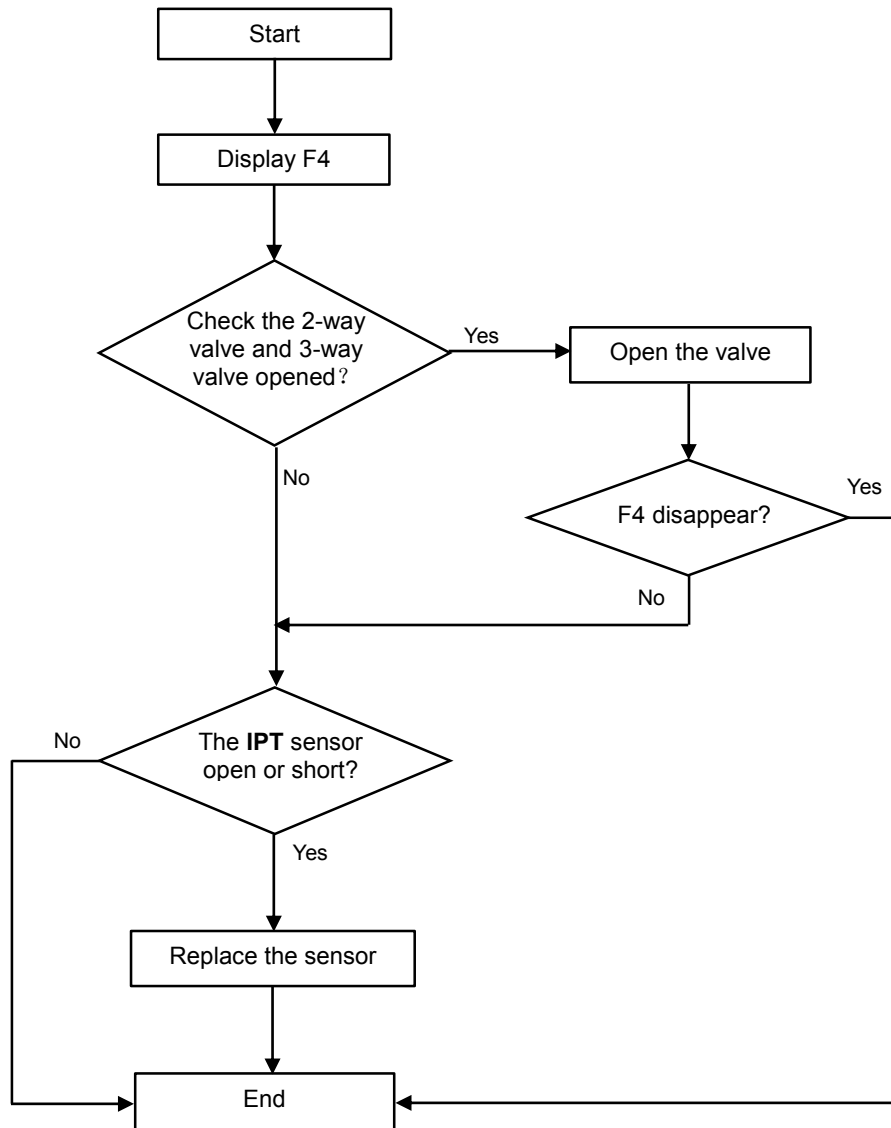 Start
Display F4
Check the 2-way
valve and 3-way
valve opened？
Yes
Open the valve
No
F4 disappear?
Yes
No
The IPT sensor
open or short?
No
Yes
Replace the sensor
End